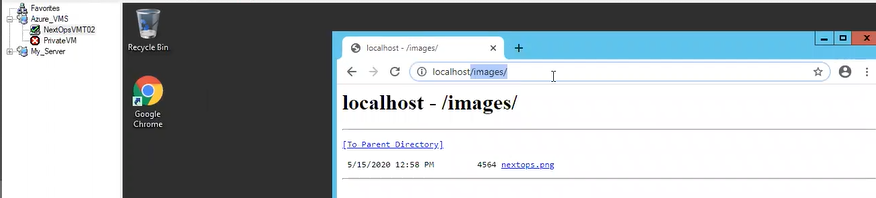 Favorites
Azure_VMS
NextOpsVMT02
PrivateVM
My_Server
Recycle Bin
Google
Chrome
localhost - /images/
localhost/images/
localhost - /images/
[To Parent Directory]
5/15/2020 12:58 PM 4564 nextops.png